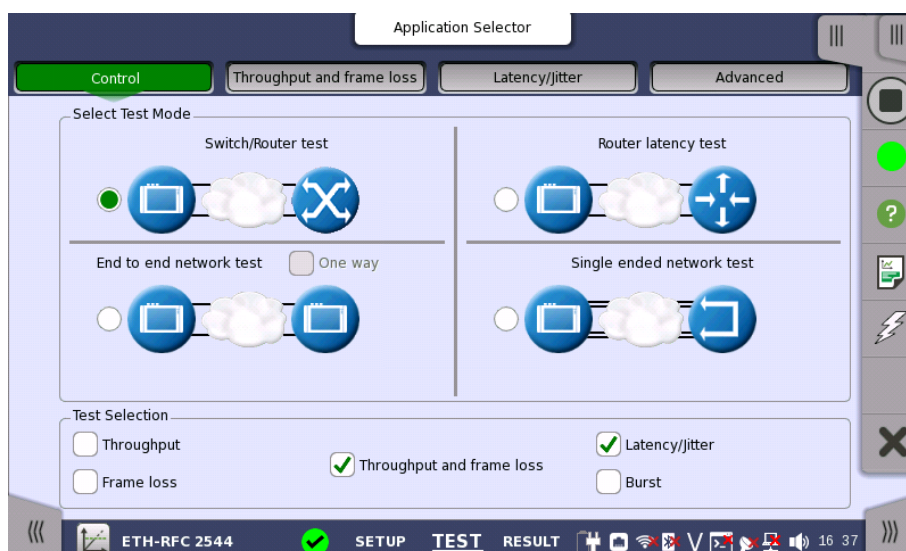 Application Selector
Control
Throughput and frame loss
Latency/Jitter
Advanced
Select Test Mode
Switch/Router test
Router latency test
End to end network test
One way
Single ended network test
Test Selection
Throughput
Throughput and frame loss
Latency/Jitter
Frame loss
Burst
ETH-RFC 2544
SETUP
TEST
RESULT
16 37